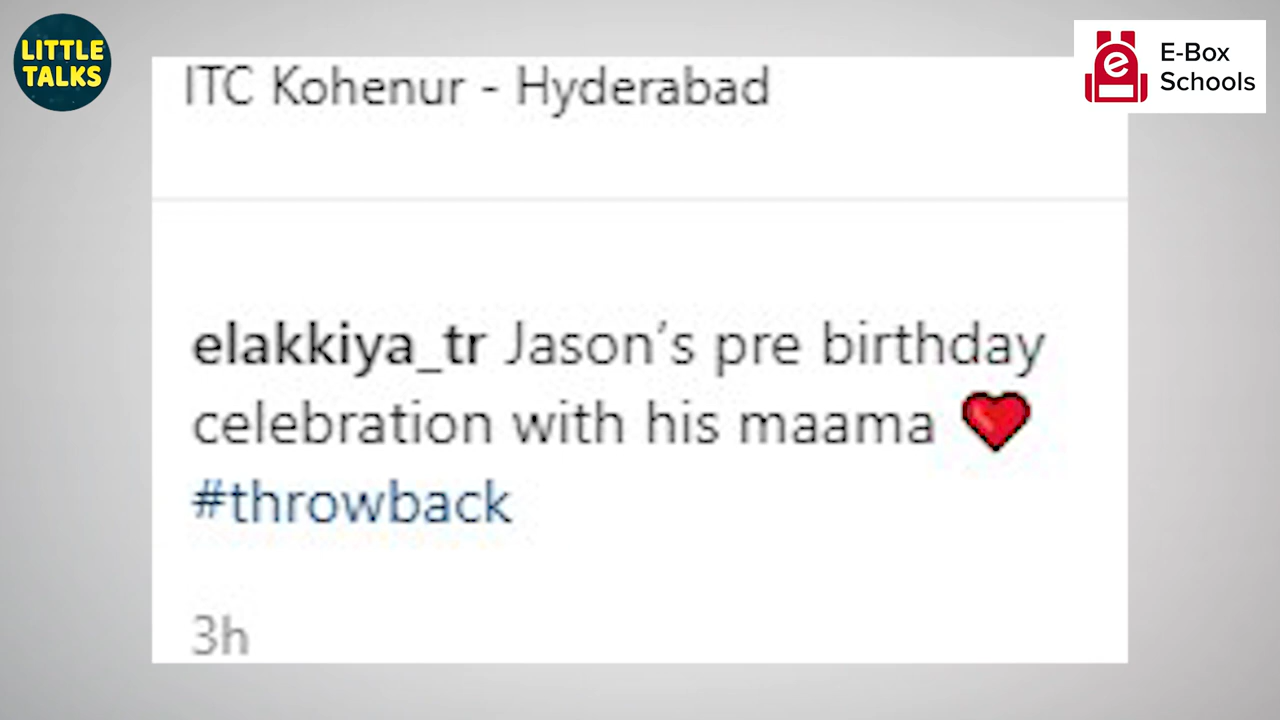 LITTLE
TALKS
E-Box
Schools
ITC Kohenur - Hyderabad
elakkiya_tr Jason's pre birthday
celebration with his maama ❤️
#throwback
3h